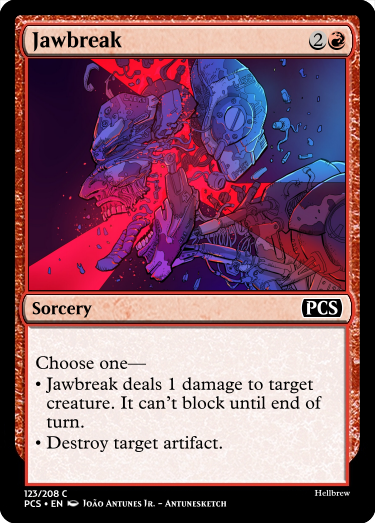 Jawbreak 2
Sorcery PCS
Choose one—
• Jawbreak deals 1 damage to target
creature. It can't block until end of
turn.
• Destroy target artifact.
123/208 C Hellbrew
PCS • EN João Antunes Jr. – Antunesketch